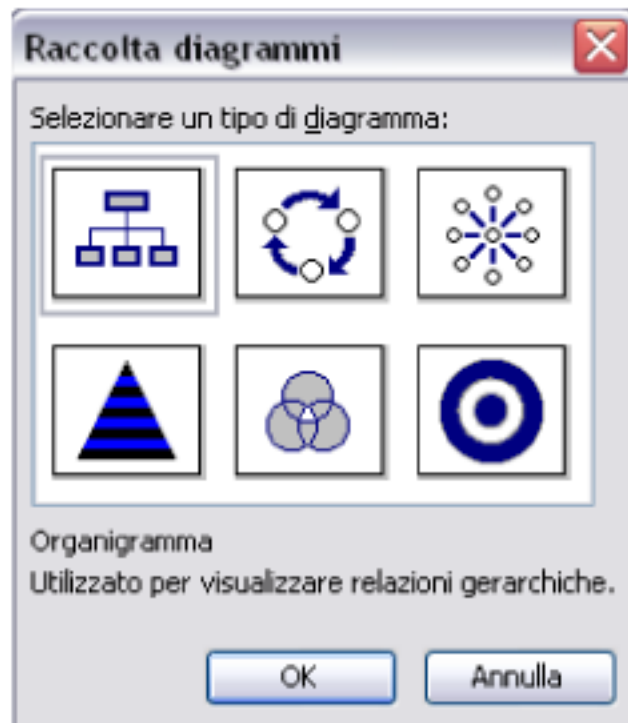 Raccolta diagrammi
Selezionare un tipo di diagramma:
Organigramma
Utilizzato per visualizzare relazioni gerarchiche.
OK
Annulla